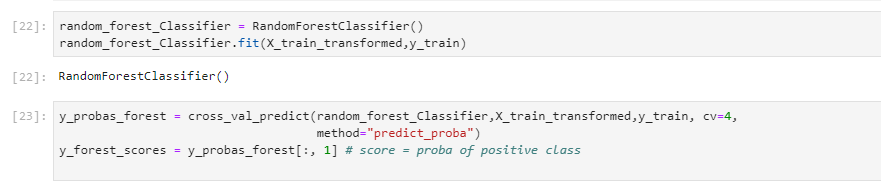 [22]: random_forest_Classifier = RandomForestClassifier()
random_forest_Classifier.fit(X_train_transformed,y_train)
[22]: RandomForestClassifier()
[23]: y_probas_forest = cross_val_predict(random_forest_Classifier,X_train_transformed,y_train, cv=4,
method="predict_proba")
y_forest_scores = y_probas_forest[:, 1] # score = proba of positive class